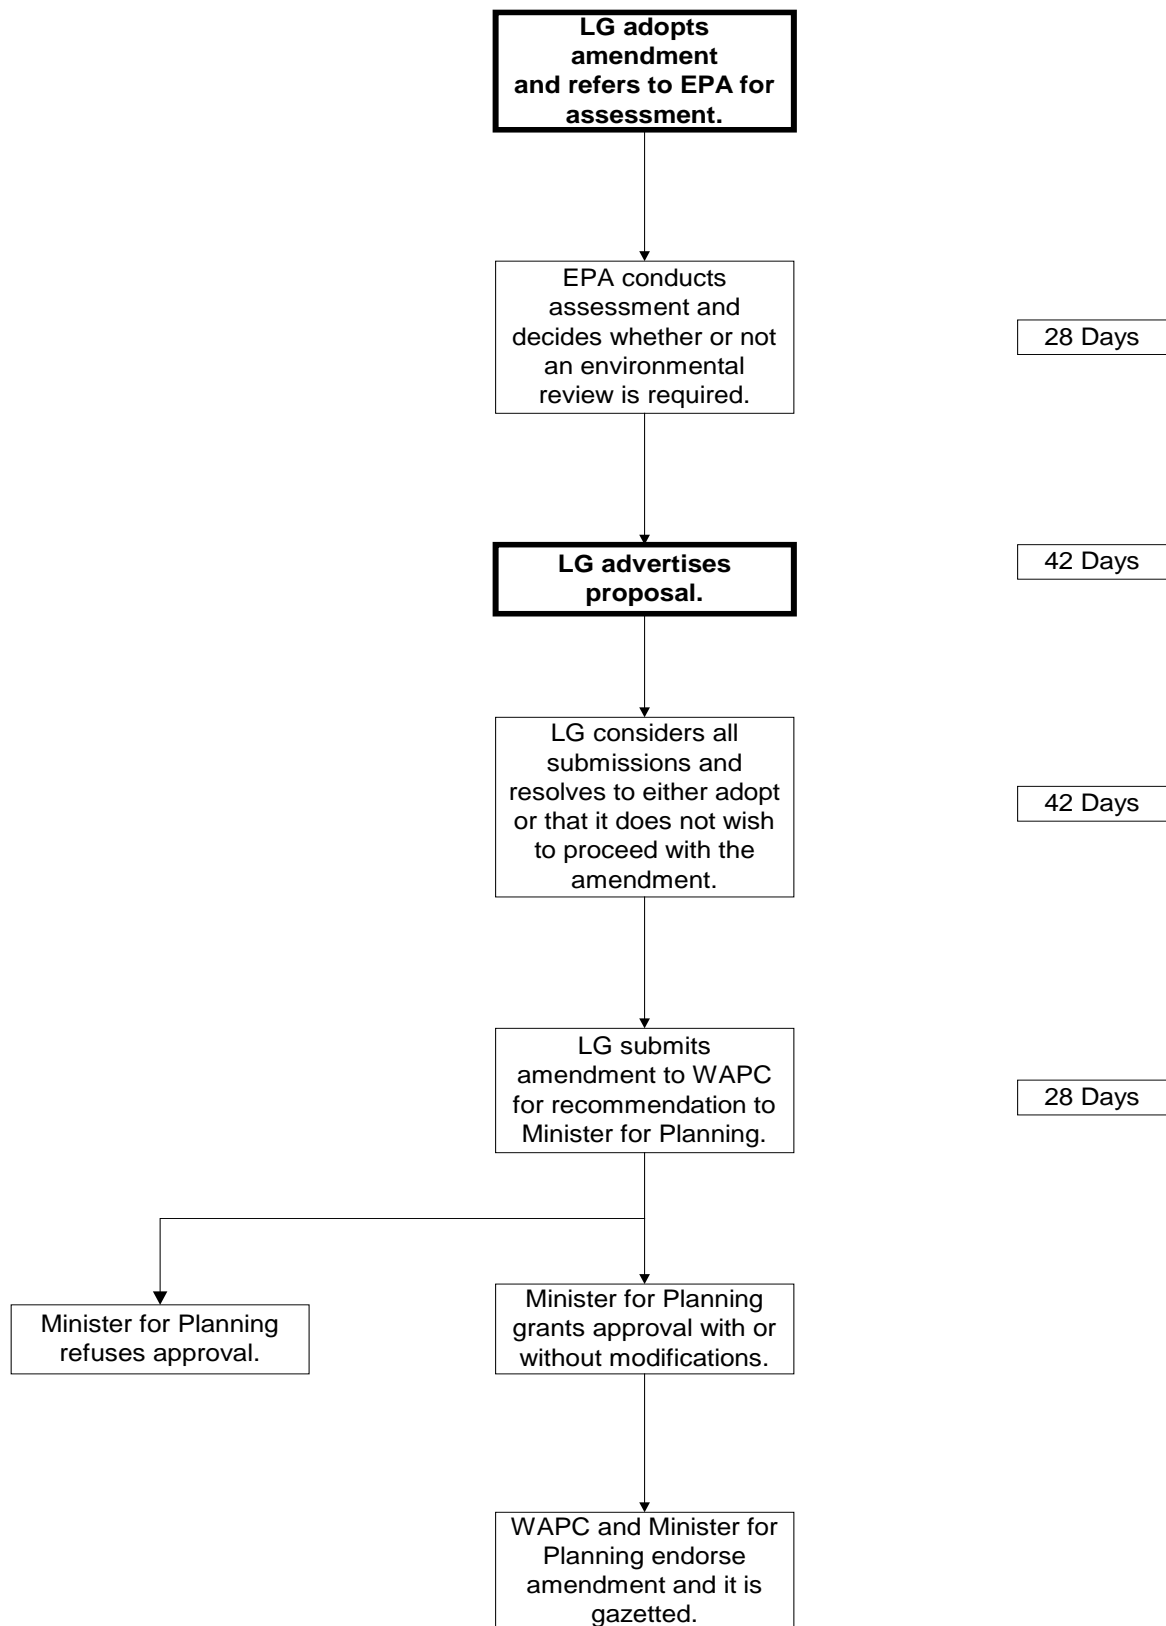 LG adopts
amendment
and refers to EPA for
assessment.
EPA conducts
assessment and
decides whether or not
an environmental
review is required.
28 Days
LG advertises
proposal.
42 Days
LG considers all
submissions and
resolves to either adopt
or that it does not wish
to proceed with the
amendment.
42 Days
LG submits
amendment to WAPC
for recommendation to
Minister for Planning.
28 Days
Minister for Planning
refuses approval.
Minister for Planning
grants approval with or
without modifications.
WAPC and Minister for
Planning endorse
amendment and it is
gazetted.